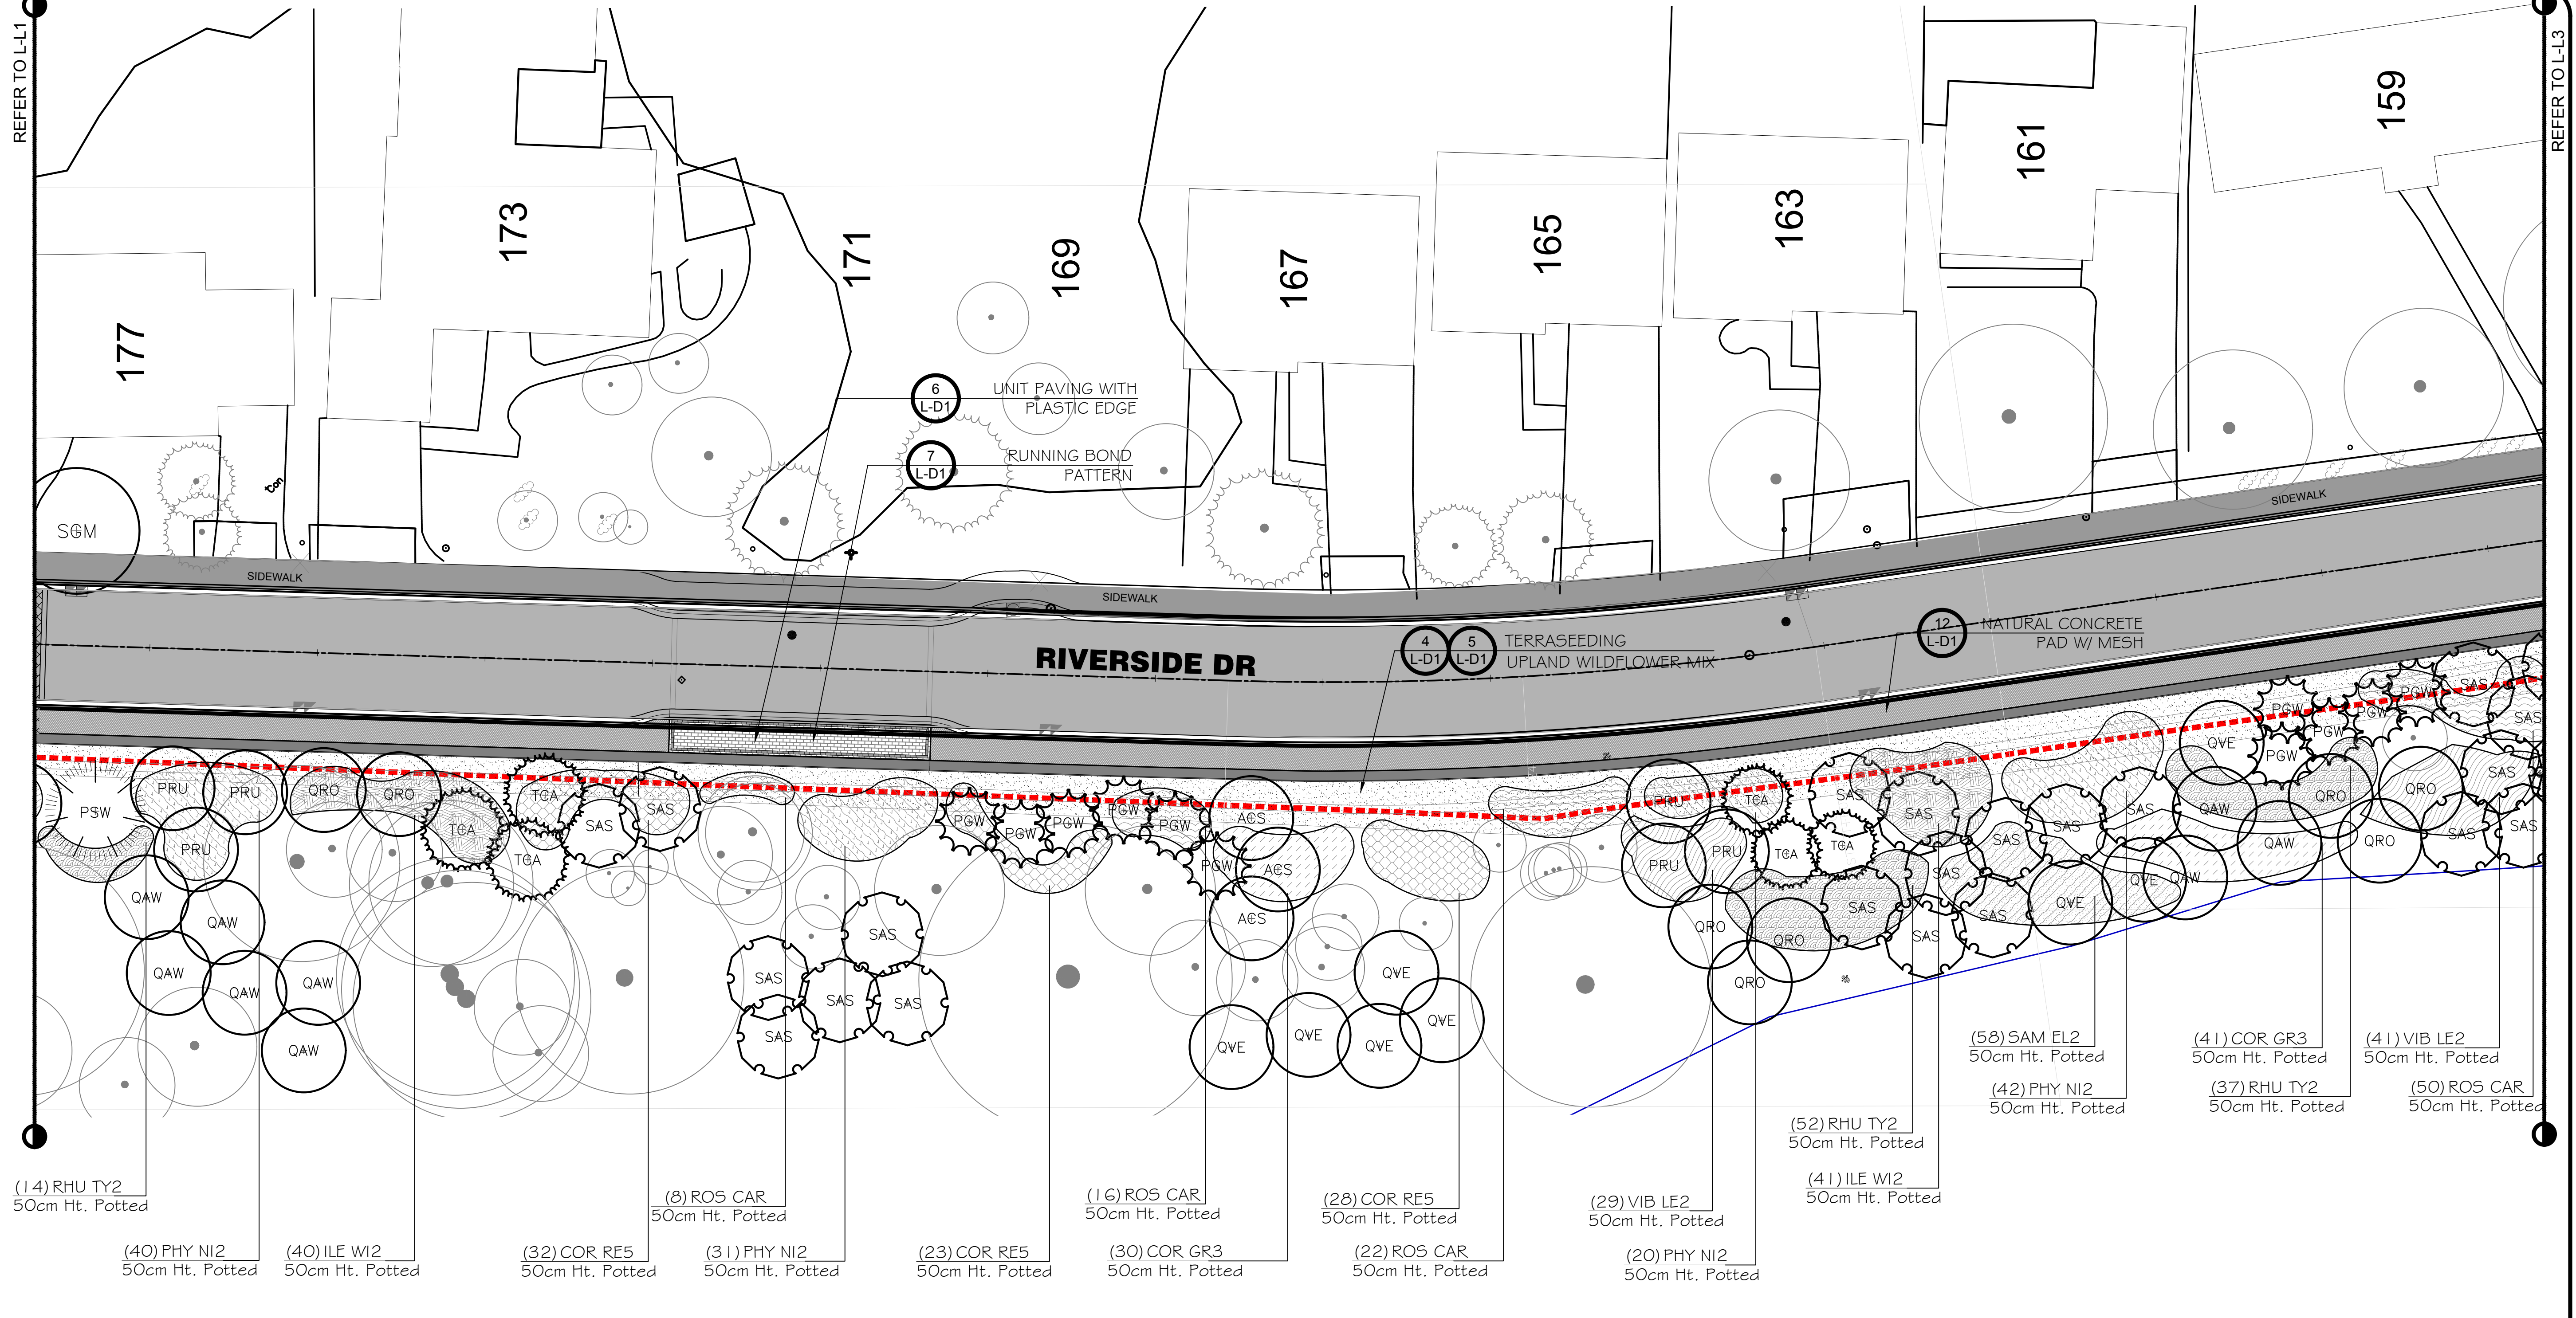 REFER TO L-L1
REFER TO L-L3
177
173
171
169
167
165
163
161
159
6
L-D1
UNIT PAVING WITH
PLASTIC EDGE
7
L-D1
RUNNING BOND
PATTERN
SGM
Con
SIDEWALK
SIDEWALK
SIDEWALK
RIVERSIDE DR
4
L-D1
5
L-D1
TERRASEEDING
UPLAND WILDFLOWER MIX
12
L-D1
NATURAL CONCRETE
PAD W/ MESH
PSW
PRU
PRU
PRU
QRO
QRO
TCA
TCA
TCA
SAS
SAS
QAW
QAW
QAW
QAW
QAW
QAW
SAS
SAS
SAS
SAS
SAS
PGW
PGW
PGW
PGW
PGW
PGW
ACS
ACS
ACS
QVE
QVE
QVE
QVE
QVE
PRU
PRU
PRU
TCA
TCA
TCA
QRO
QRO
QRO
SAS
SAS
SAS
SAS
SAS
SAS
SAS
SAS
SAS
QVE
QVE
QAW
QVE
QAW
QAW
PGW
PGW
PGW
PGW
PGW
QRO
QRO
QRO
SAS
SAS
SAS
SAS
SAS
(14) RHU TY2
50cm Ht. Potted
(40) PHY NI2
50cm Ht. Potted
(40) ILE WI2
50cm Ht. Potted
(32) COR RE5
50cm Ht. Potted
(8) ROS CAR
50cm Ht. Potted
(31) PHY NI2
50cm Ht. Potted
(23) COR RE5
50cm Ht. Potted
(16) ROS CAR
50cm Ht. Potted
(30) COR GR3
50cm Ht. Potted
(28) COR RE5
50cm Ht. Potted
(22) ROS CAR
50cm Ht. Potted
(29) VIB LE2
50cm Ht. Potted
(20) PHY NI2
50cm Ht. Potted
(52) RHU TY2
50cm Ht. Potted
(41) ILE WI2
50cm Ht. Potted
(58) SAM EL2
50cm Ht. Potted
(42) PHY NI2
50cm Ht. Potted
(41) COR GR3
50cm Ht. Potted
(37) RHU TY2
50cm Ht. Potted
(41) VIB LE2
50cm Ht. Potted
(50) ROS CAR
50cm Ht. Potted